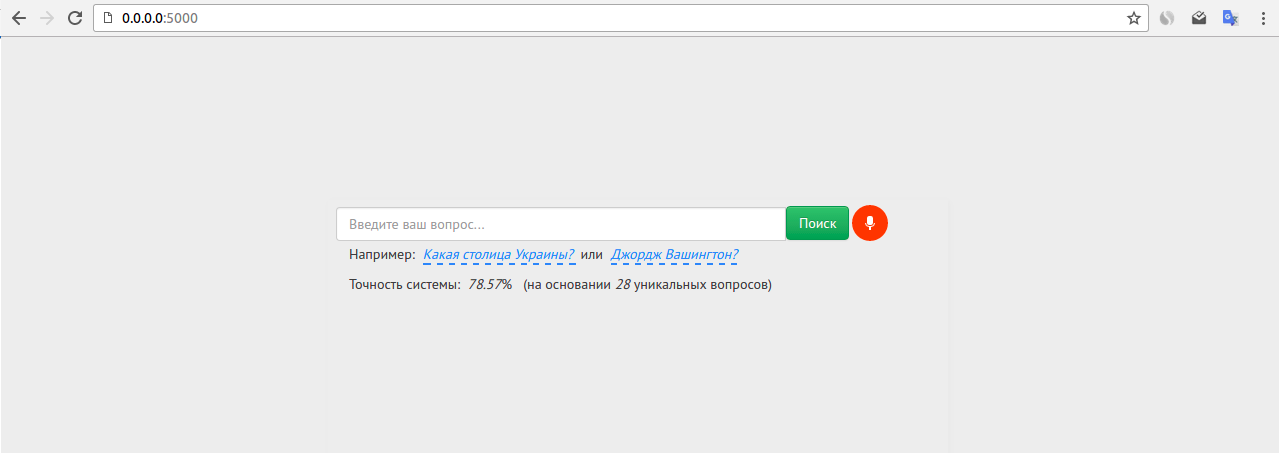 0.0.0.0:5000
Введите ваш вопрос...
Поиск
Например: Какая столица Украины? или Джордж Вашингтон?
Точность системы: 78.57% (на основании 28 уникальных вопросов)